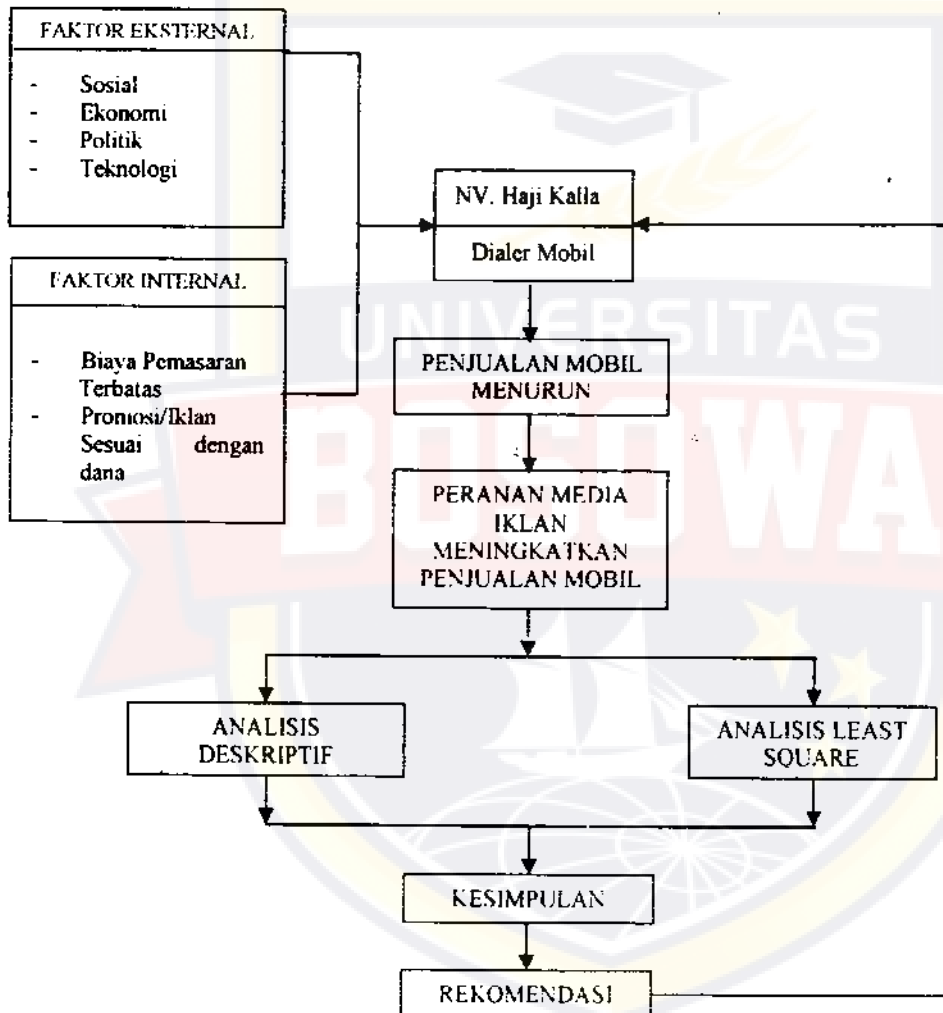 FAKTOR EKSTERNAL
- Sosial
- Ekonomi
- Politik
- Teknologi
NV. Haji Kalla
Dialer Mobil
FAKTOR INTERNAL
- Biaya Pemasaran
Terbatas
- Promosi/Iklan
Sesuai dengan
dana
UNIVERSITAS
BOSOWA
PENJUALAN MOBIL
MENURUN
PERANAN MEDIA
IKLAN
MENINGKATKAN
PENJUALAN MOBIL
ANALISIS
DESKRIPTIF
ANALISIS LEAST
SQUARE
KESIMPULAN
REKOMENDASI